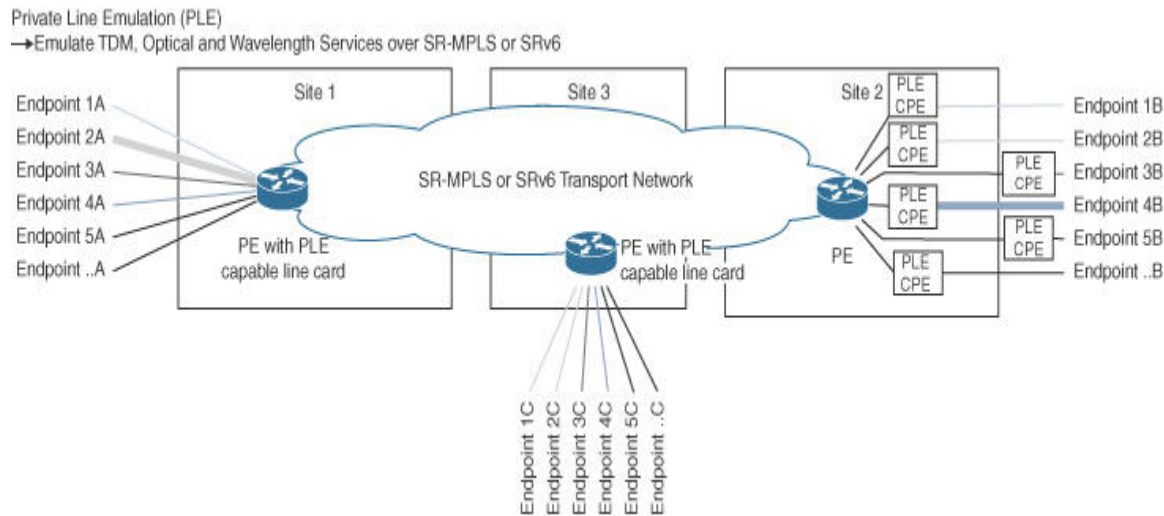 Private Line Emulation (PLE)
→Emulate TDM, Optical and Wavelength Services over SR-MPLS or SRv6
Site 1
Site 3
Site 2
Endpoint 1A
Endpoint 2A
Endpoint 3A
Endpoint 4A
Endpoint 5A
Endpoint ..A
PE with PLE
capable line card
SR-MPLS or SRv6 Transport Network
PE with PLE
capable line card
PE
PLE
CPE
PLE
CPE
PLE
CPE
PLE
CPE
PLE
CPE
PLE
CPE
Endpoint 1B
Endpoint 2B
Endpoint 3B
Endpoint 4B
Endpoint 5B
Endpoint ..B
Endpoint 1C
Endpoint 2C
Endpoint 3C
Endpoint 4C
Endpoint 5C
Endpoint ..C